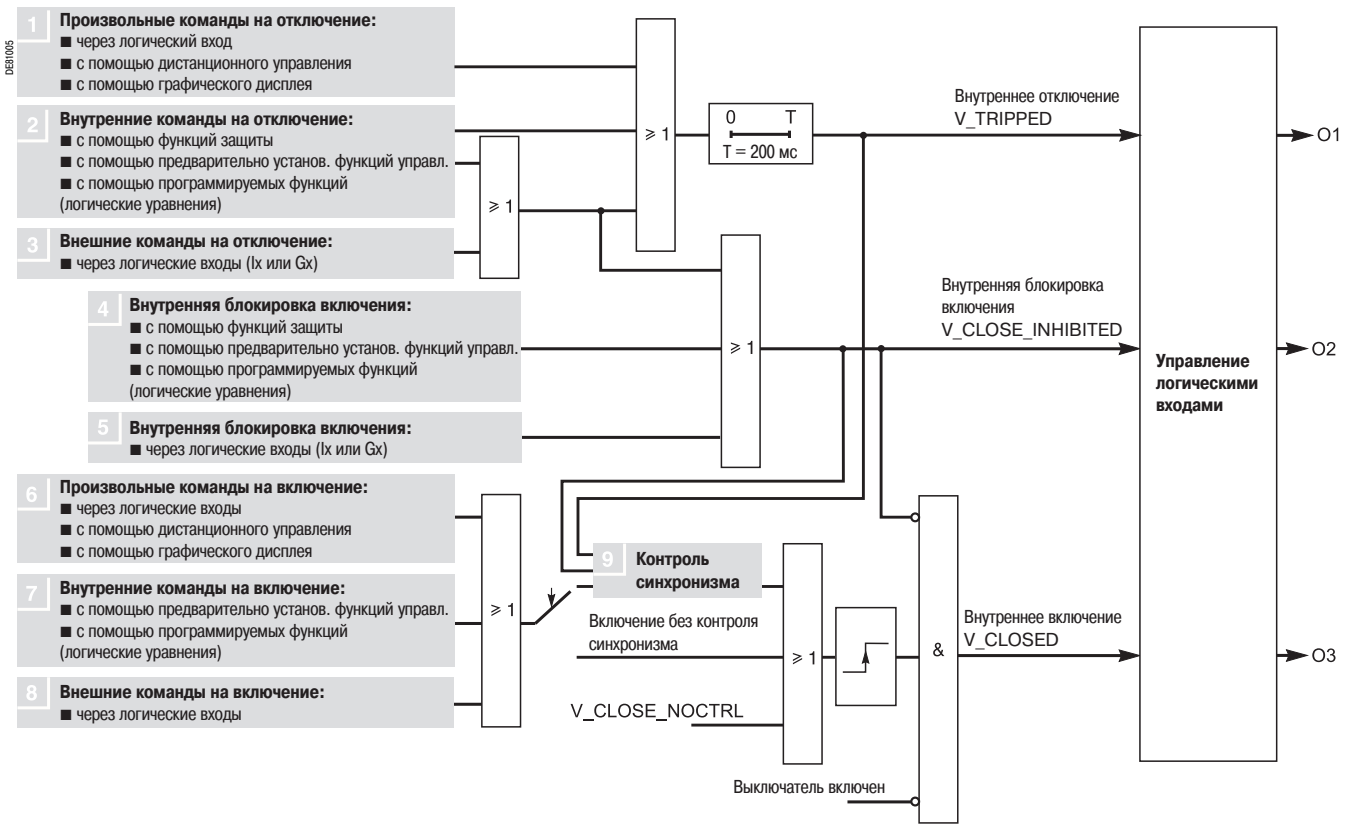 DE81005
1 Произвольные команды на отключение:
■ через логический вход
■ с помощью дистанционного управления
■ с помощью графического дисплея
2 Внутренние команды на отключение:
■ с помощью функций защиты
■ с помощью предварительно установ. функций управл.
■ с помощью программируемых функций
(логические уравнения)
3 Внешние команды на отключение:
■ через логические входы (Ix или Gx)
4 Внутренняя блокировка включения:
■ с помощью функций защиты
■ с помощью предварительно установ. функций управл.
■ с помощью программируемых функций
(логические уравнения)
5 Внутренняя блокировка включения:
■ через логические входы (Ix или Gx)
6 Произвольные команды на включение:
■ через логические входы
■ с помощью дистанционного управления
■ с помощью графического дисплея
7 Внутренние команды на включение:
■ с помощью предварительно установ. функций управл.
■ с помощью программируемых функций
(логические уравнения)
8 Внешние команды на включение:
■ через логические входы
⩾ 1
⩾ 1
⩾ 1
⩾ 1
0 T
T = 200 мс
9 Контроль
синхронизма
Включение без контроля
синхронизма
V_CLOSE_NOCTRL
Выключатель включен
⩾ 1
&
Внутреннее отключение
V_TRIPPED
Внутренняя блокировка
включения
V_CLOSE_INHIBITED
Внутреннее включение
V_CLOSED
Управление
логическими
входами
O1
O2
O3